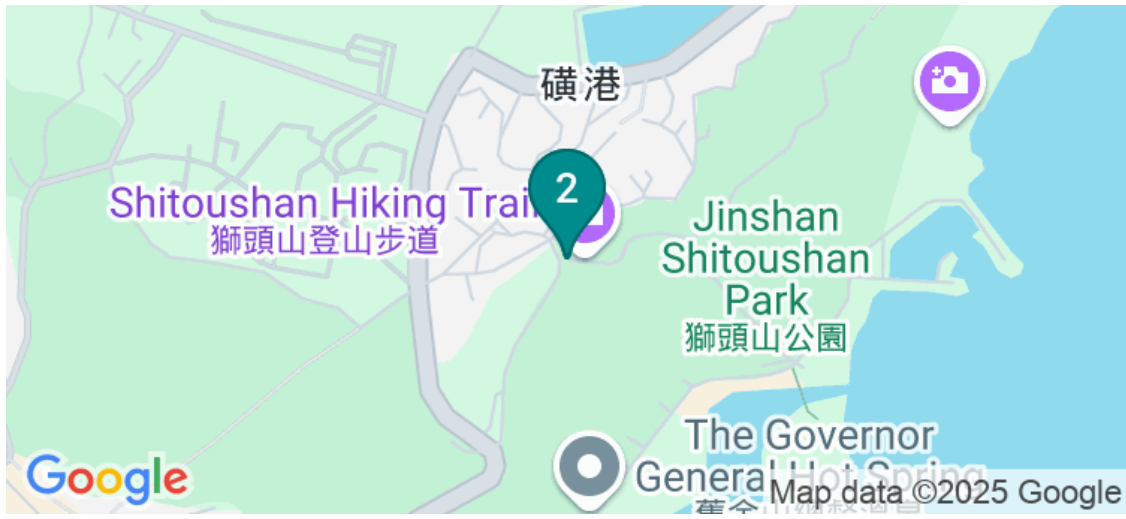 磺港
2
Shitoushan Hiking Trail
獅頭山登山步道
Jinshan
Shitoushan
Park
獅頭山公園
The Governor
General Hot Spring
Google
Map data ©2025 Google